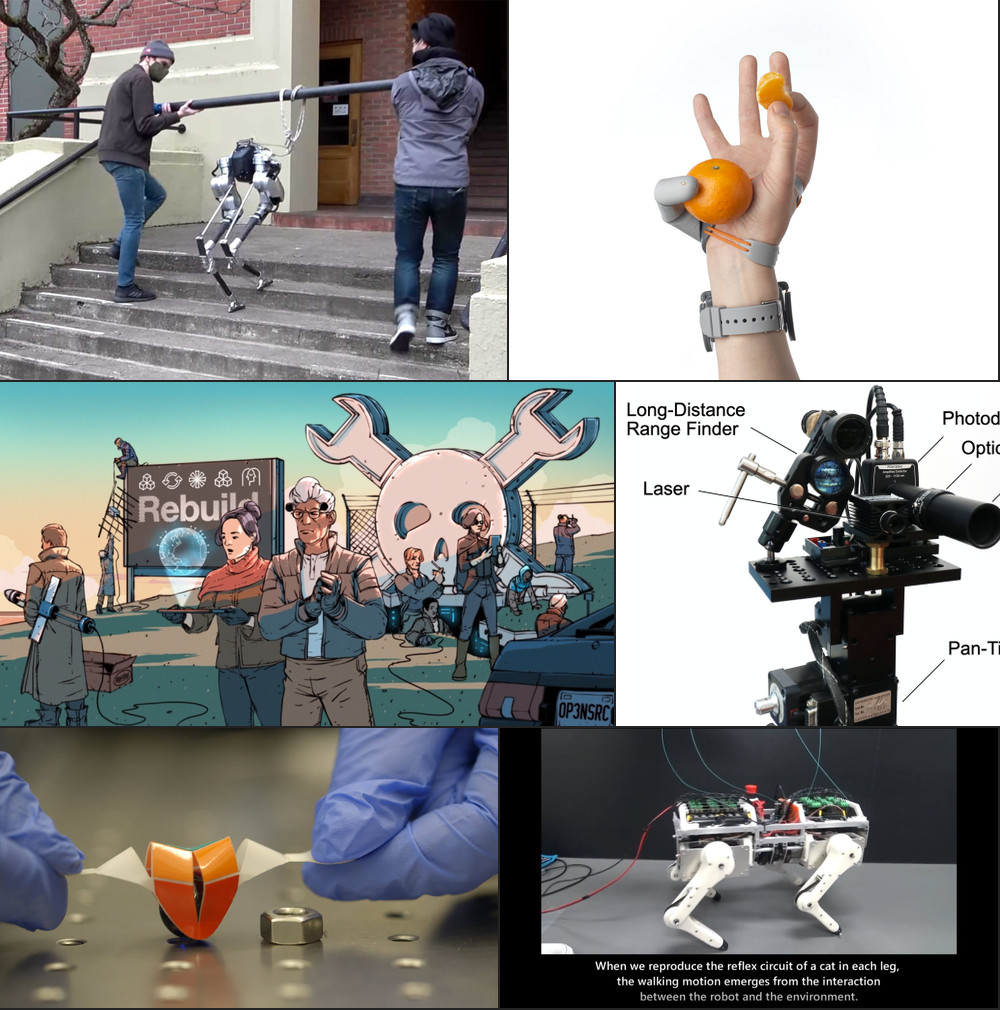 Rebuild
OP3NSRC
Long-Distance
Range Finder
Laser
Photod
Optic
Pan-Ti
When we reproduce the reflex circuit of a cat in each leg,
the walking motion emerges from the interaction
between the robot and the environment.